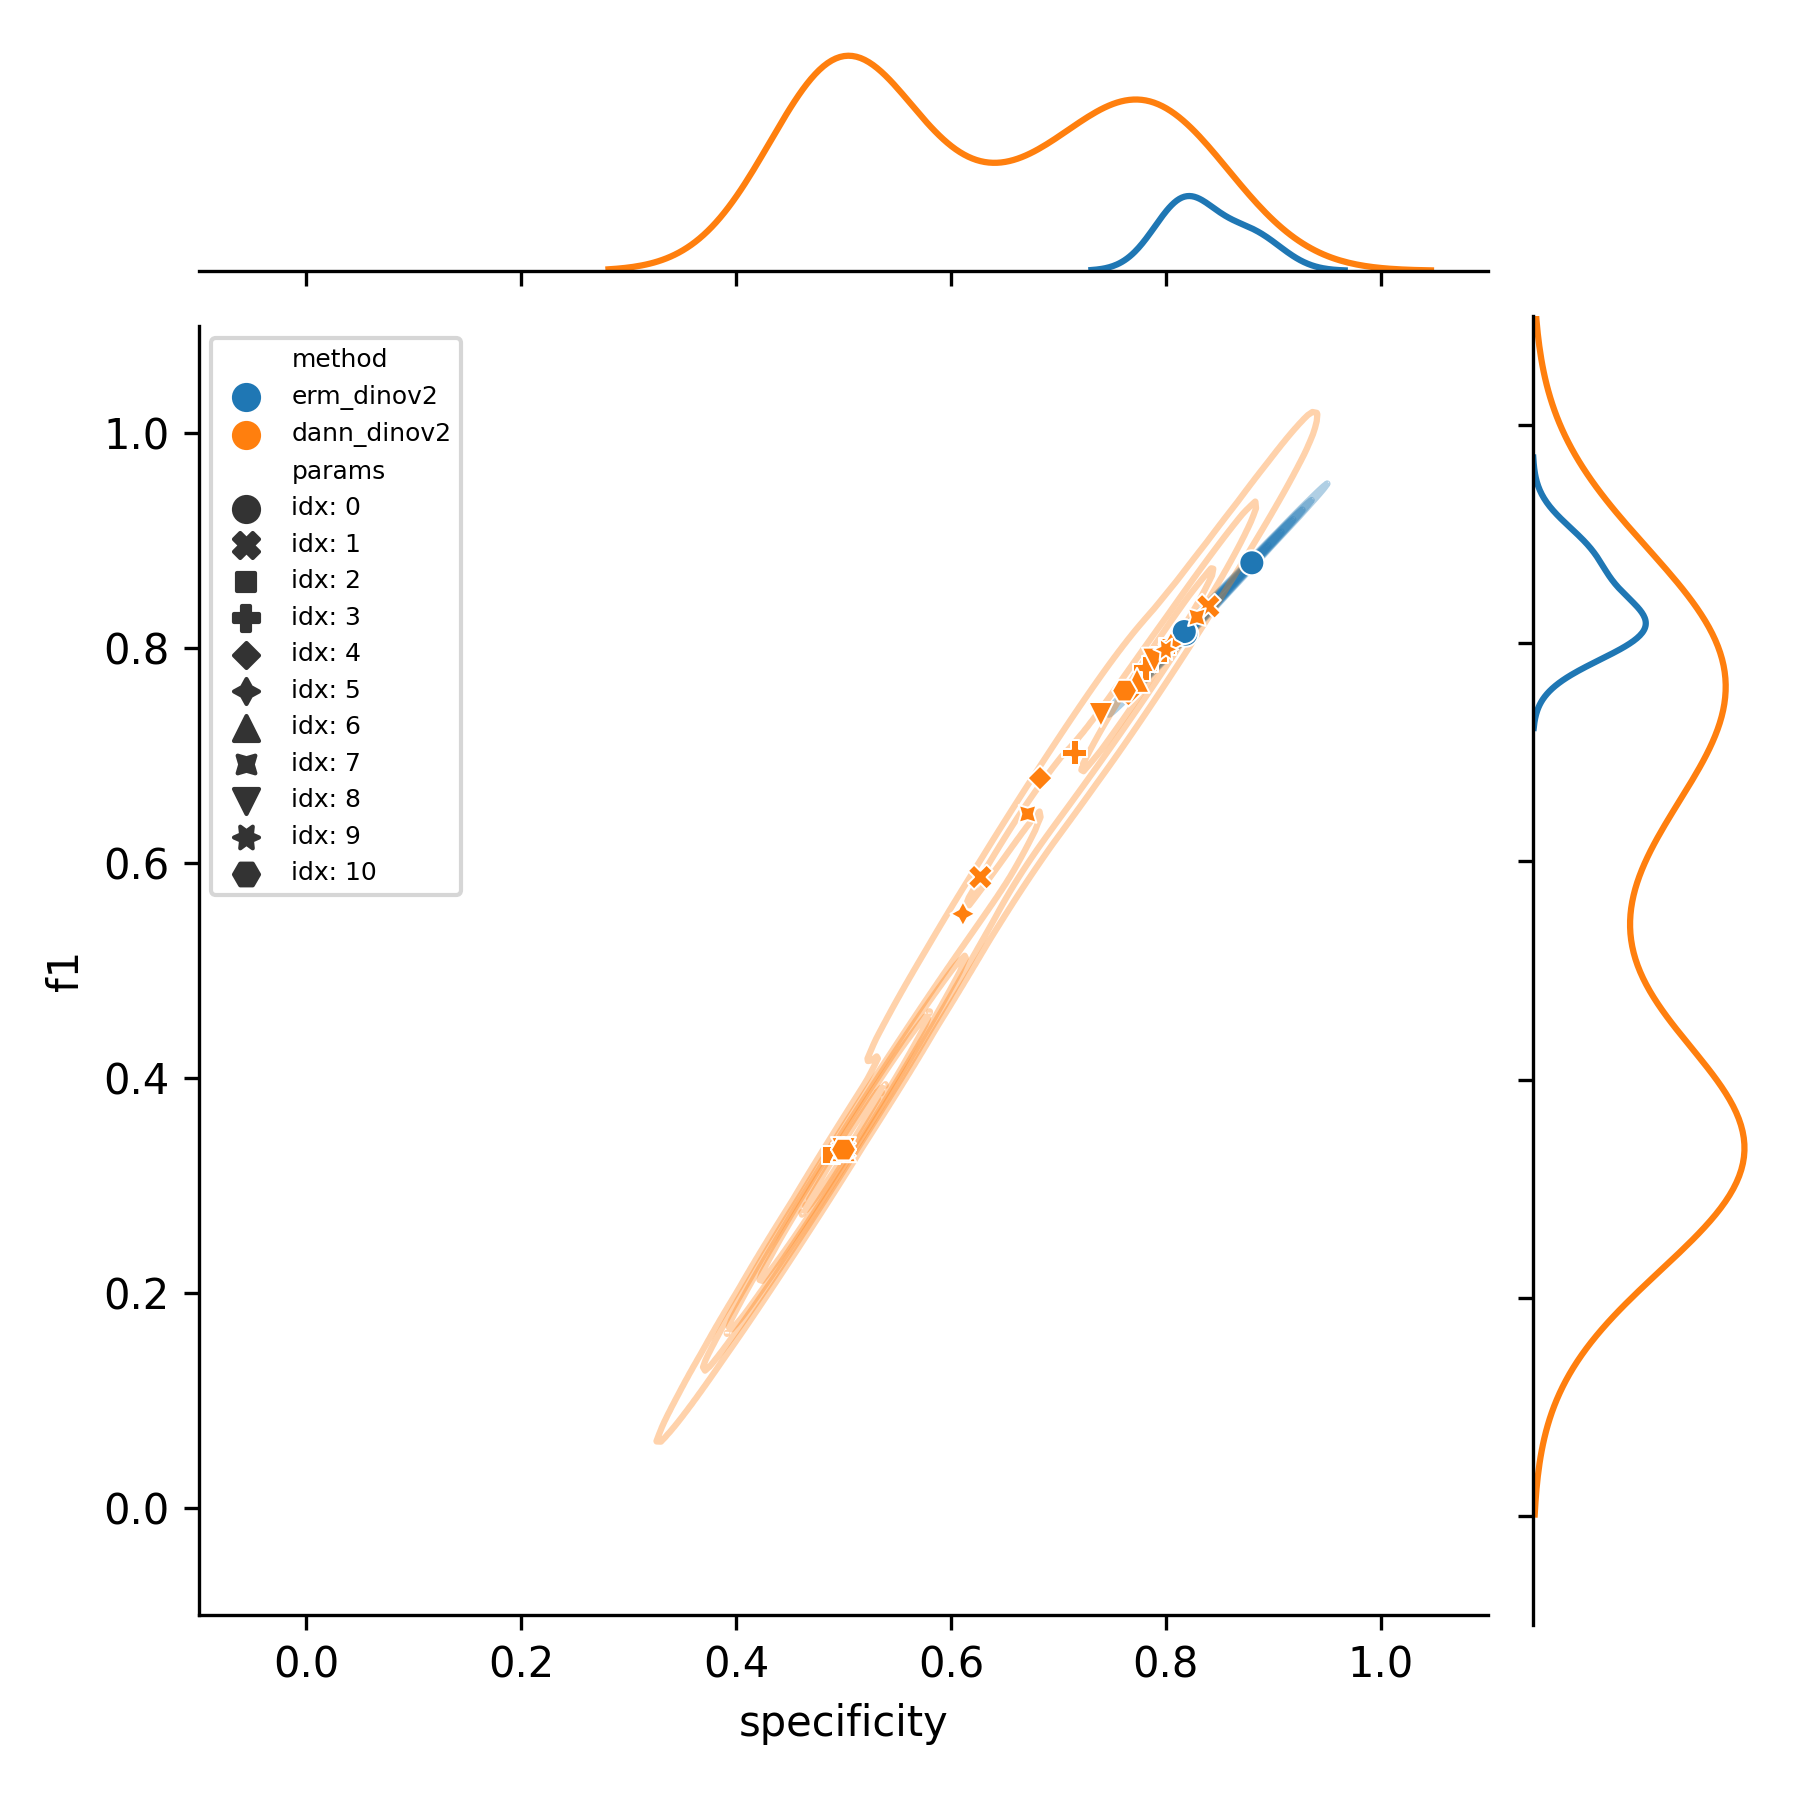 method
erm_dinov2
dann_dinov2
params
idx: 0
idx: 1
idx: 2
idx: 3
idx: 4
idx: 5
idx: 6
idx: 7
idx: 8
idx: 9
idx: 10
1.0
0.8
0.6
0.4
0.2
0.0
f1
0.0 0.2 0.4 0.6 0.8 1.0
specificity